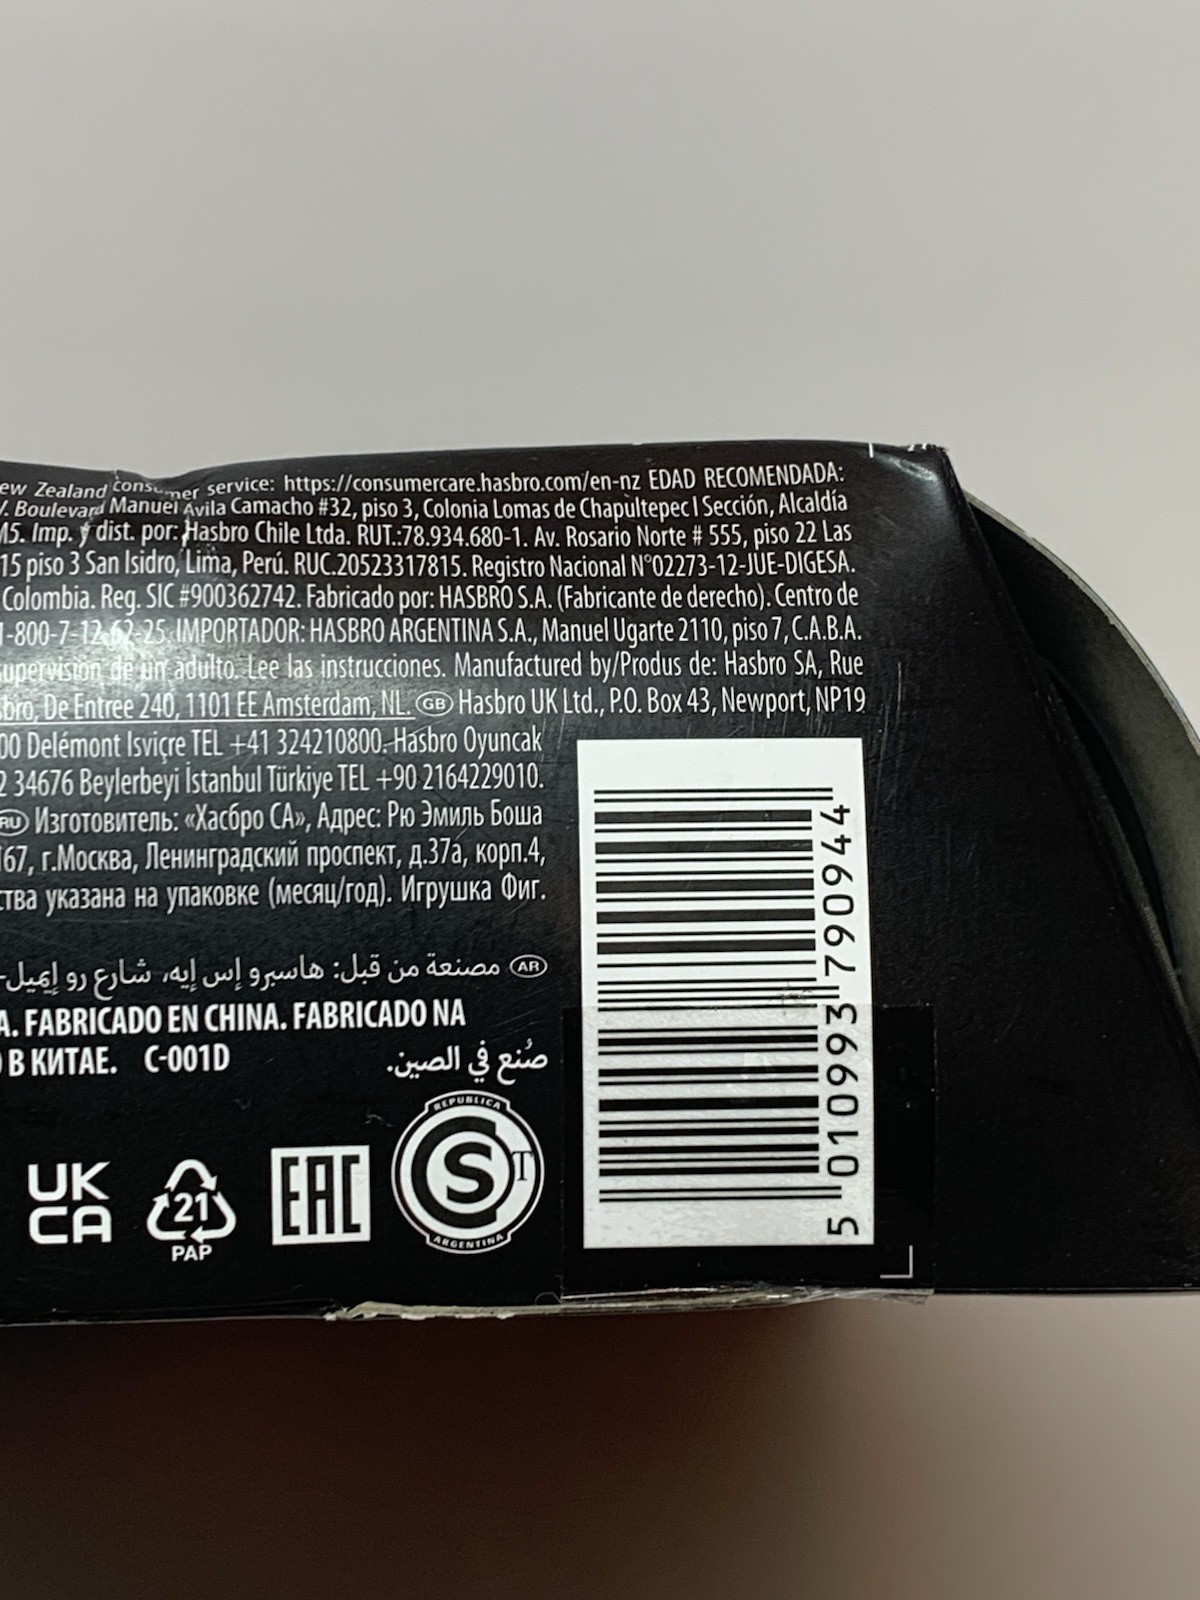 ew Zealand consumer service: https://consumercare.hasbro.com/en-nz EDAD RECOMENDADA:
V. Boulevard Manuel Ávila Camacho #32, piso 3, Colonia Lomas de Chapultepec I Sección, Alcaldía
M5. Imp. y dist. por: Hasbro Chile Ltda. RUT.:78.934.680-1. Av. Rosario Norte # 555, piso 22 Las
15 piso 3 San Isidro, Lima, Perú. RUC.20523317815. Registro Nacional N°02273-12-JUE-DIGESA.
Colombia. Reg. SIC #900362742. Fabricado por: HASBRO S.A. (Fabricante de derecho). Centro de
1-800-7-12-62-25. IMPORTADOR: HASBRO ARGENTINA S.A., Manuel Ugarte 2110, piso 7, C.A.B.A.
supervisión de un adulto. Lee las instrucciones. Manufactured by/Produs de: Hasbro SA, Rue
sbro, De Entree 240, 1101 EE Amsterdam, NL. GB Hasbro UK Ltd., P.O. Box 43, Newport, NP19
00 Delémont Isviçre TEL +41 324210800. Hasbro Oyuncak
2 34676 Beylerbeyi İstanbul Türkiye TEL +90 2164229010.
RU Изготовитель: «Хасбро СА», Адрес: Рю Эмиль Боша
167, г.Москва, Ленинградский проспект, д.37а, корп.4,
ства указана на упаковке (месяц/год). Игрушка Фиг.
AR مصنعة من قبل: هاسبرو إس إيه، شارع رو إميل-
A. FABRICADO EN CHINA. FABRICADO NA
О В КИТАЕ. C-001D صُنع في الصين.
UK
CA
21
PAP
EAC
REPUBLICA
S T
ARGENTINA
5 010993 790944